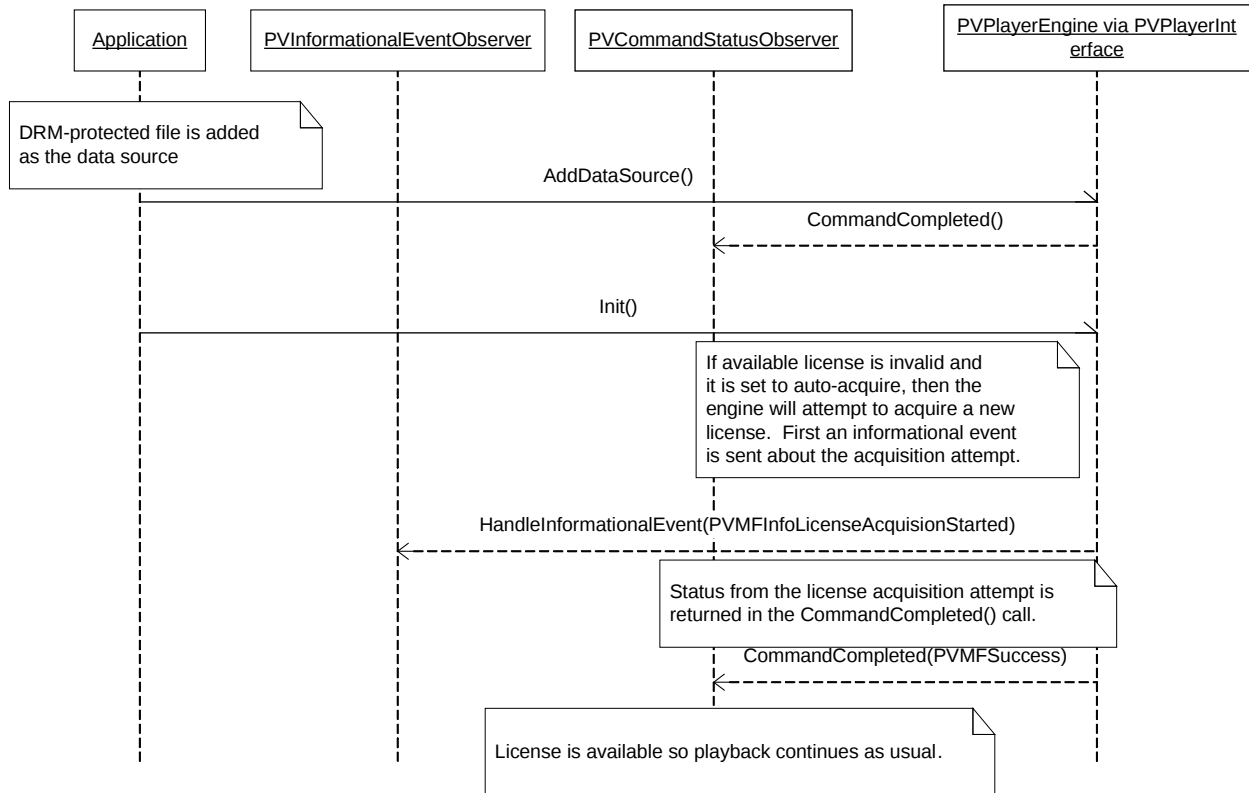 Application
PVInformationalEventObserver
PVCommandStatusObserver
PVPlayerEngine via PVPlayerInt
erface
DRM-protected file is added
as the data source
AddDataSource()
CommandCompleted()
Init()
If available license is invalid and
it is set to auto-acquire, then the
engine will attempt to acquire a new
license.  First an informational event
is sent about the acquisition attempt.
HandleInformationalEvent(PVMFInfoLicenseAcquisionStarted)
Status from the license acquisition attempt is
returned in the CommandCompleted() call.
CommandCompleted(PVMFSuccess)
License is available so playback continues as usual.